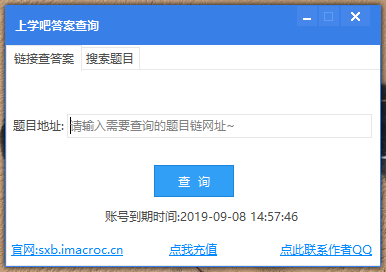 上学吧答案查询
链接查答案 搜索题目
题目地址: 请输入需要查询的题目链网址~
查 询
账号到期时间:2019-09-08 14:57:46
官网:sxb.imacroc.cn 点我充值 点此联系作者QQ